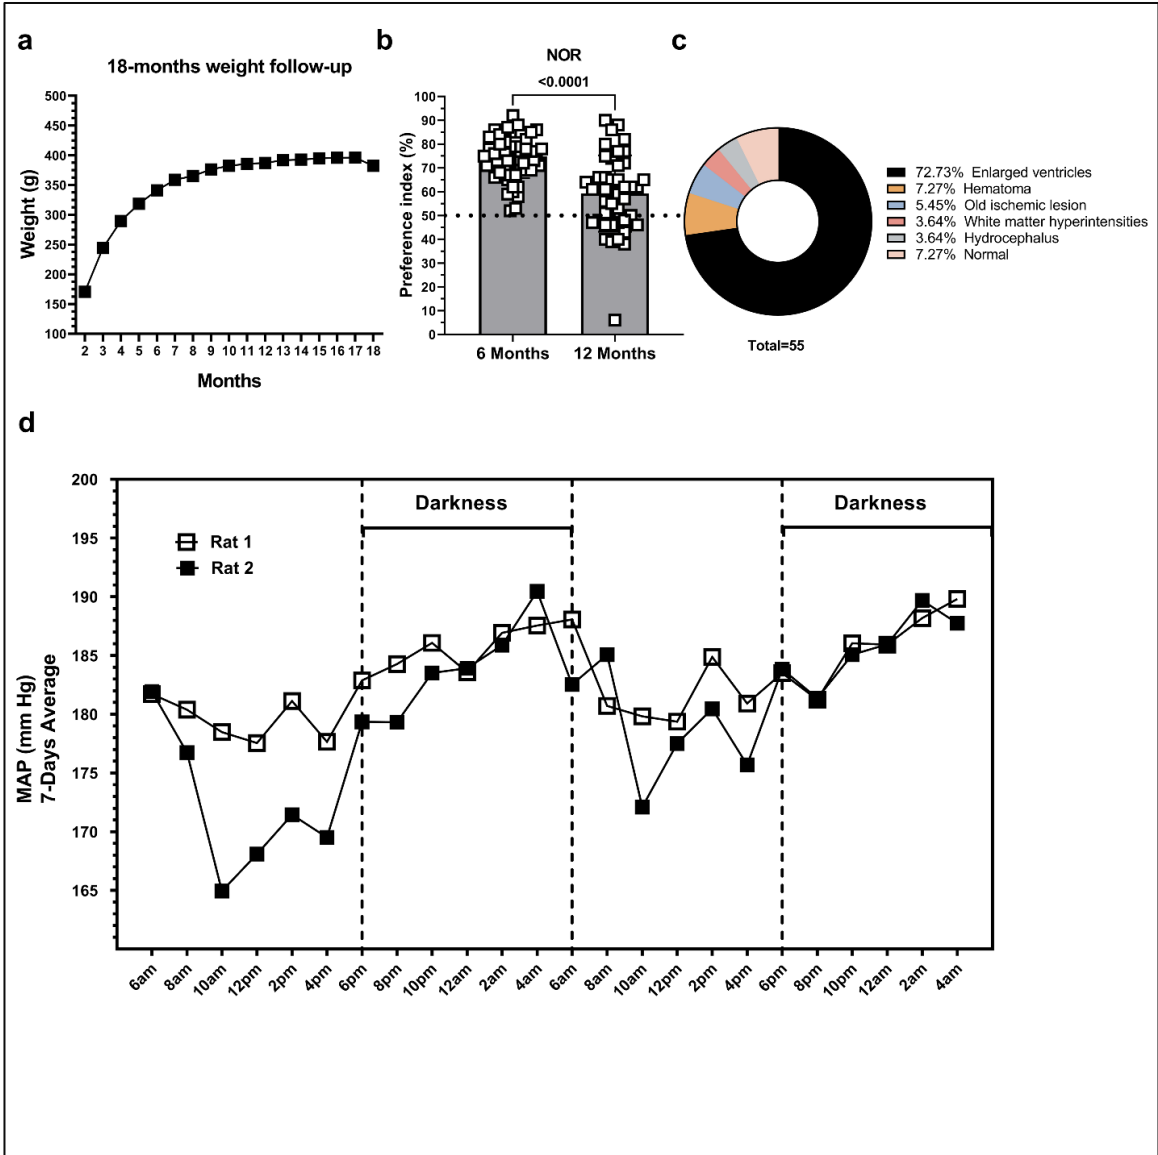 a
18-months weight follow-up
500
450
400
350
300
250
200
150
100
Weight (g)
2 3 4 5 6 7 8 9 10 11 12 13 14 15 16 17 18
Months
b
NOR
<0.0001
100
90
80
70
60
50
40
30
20
10
0
Preference index (%)
6 Months 12 Months
c
72.73% Enlarged ventricles
7.27% Hematoma
5.45% Old ischemic lesion
3.64% White matter hyperintensities
3.64% Hydrocephalus
7.27% Normal
Total=55
d
200
195
190
185
180
175
170
165
MAP (mm Hg)
7-Days Average
Darkness Darkness
Rat 1
Rat 2
6am 8am 10am 12pm 2pm 4pm 6pm 8pm 10pm 12am 2am 4am 6am 8am 10am 12pm 2pm 4pm 6pm 8pm 10pm 12am 2am 4am